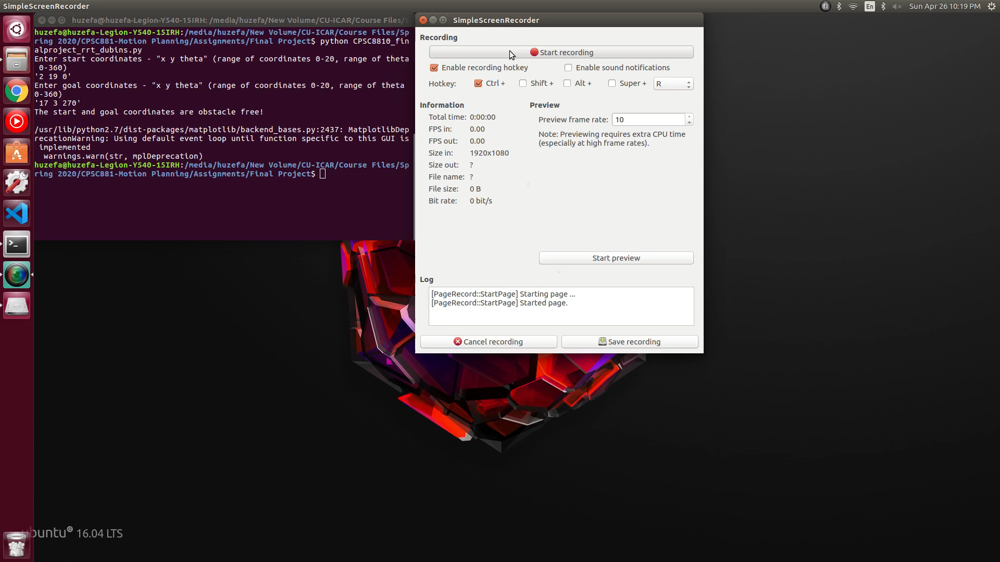 SimpleScreenRecorder
En
Sun Apr 26 10:19 PM
huzefa@huzefa-Legion-Y540-15IRH: /media/huzefa/New Volume/CU-ICAR/Course Files/S
huzefa@huzefa-Legion-Y540-15IRH:/media/huzefa/New Volume/CU-ICAR/Course Files/Sp
ring 2020/CPSC881-Motion Planning/Assignments/Final Project$ python CPSC8810_fin
alproject_rrt_dubins.py
Enter start coordinates - "x y theta" (range of coordinates 0-20, range of theta
 0-360)
'2 19 0'
Enter goal coordinates - "x y theta" (range of coordinates 0-20, range of theta
0-360)
'17 3 270'
The start and goal coordinates are obstacle free!
/usr/lib/python2.7/dist-packages/matplotlib/backend_bases.py:2437: MatplotlibDep
recationWarning: Using default event loop until function specific to this GUI is
 implemented
  warnings.warn(str, mplDeprecation)
huzefa@huzefa-Legion-Y540-15IRH:/media/huzefa/New Volume/CU-ICAR/Course Files/Sp
ring 2020/CPSC881-Motion Planning/Assignments/Final Project$
SimpleScreenRecorder
Recording
Start recording
Enable recording hotkey
Enable sound notifications
Hotkey: Ctrl + Shift + Alt + Super + R
Information
Total time: 0:00:00
FPS in: 0.00
FPS out: 0.00
Size in: 1920x1080
Size out: ?
File name: ?
File size: 0 B
Bit rate: 0 bit/s
Preview
Preview frame rate: 10
Note: Previewing requires extra CPU time
(especially at high frame rates).
Start preview
Log
[PageRecord::StartPage] Starting page ...
[PageRecord::StartPage] Started page.
Cancel recording
Save recording
ubuntu 16.04 LTS